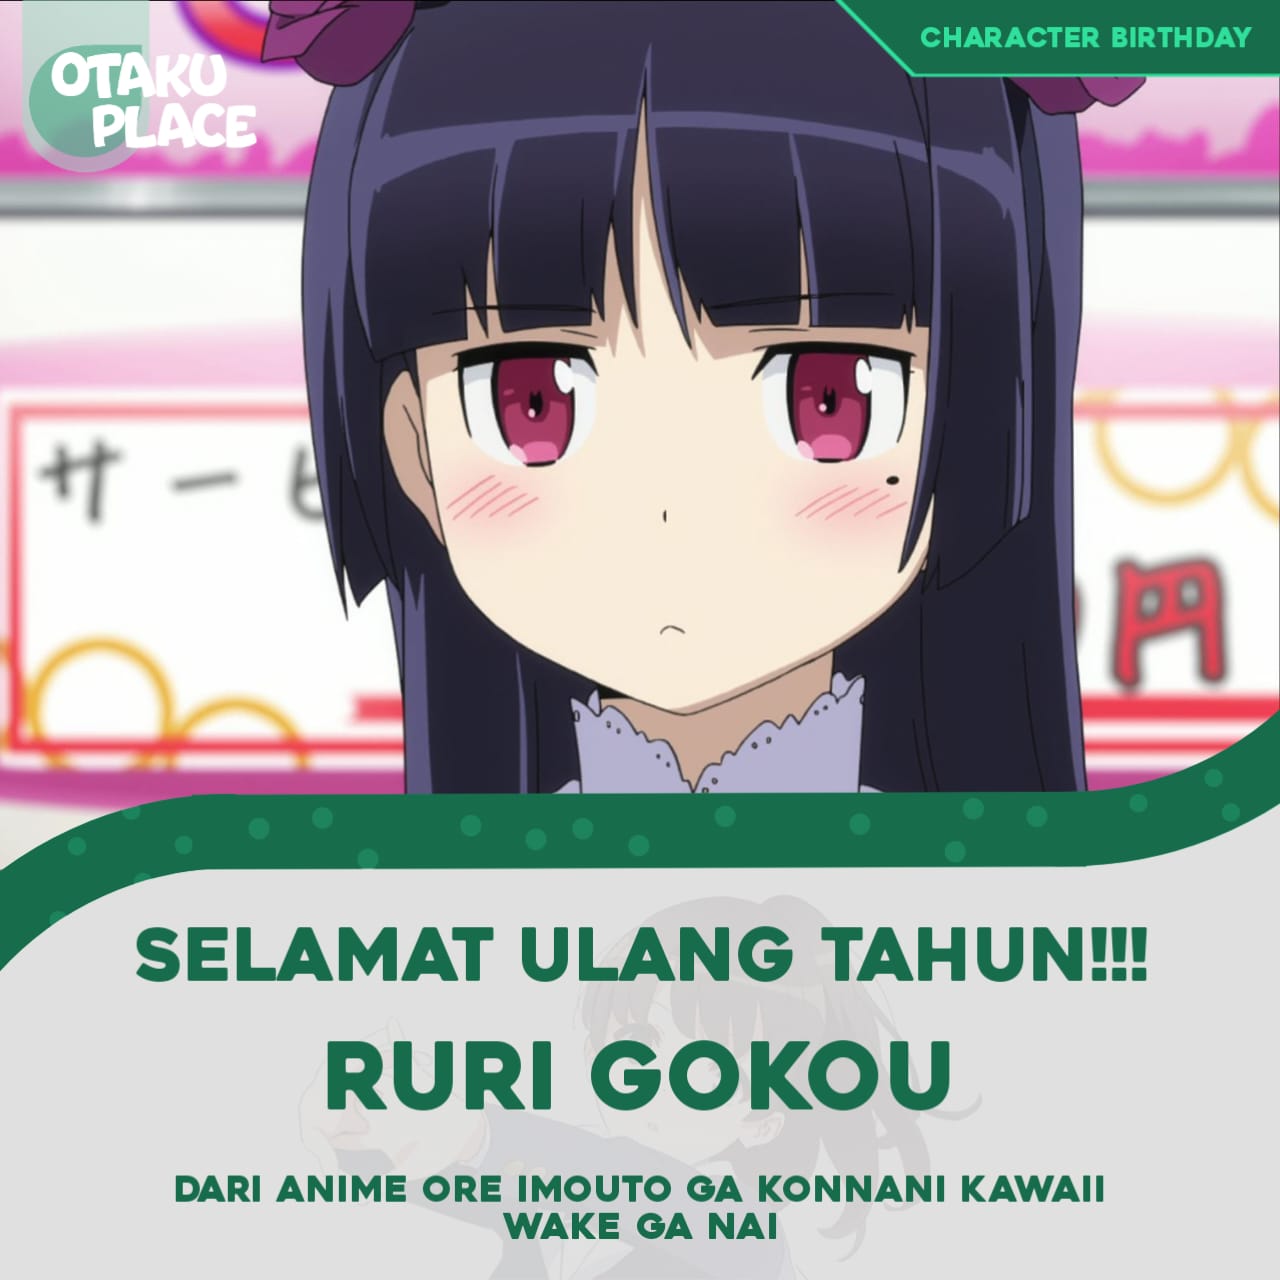 OTAKU
PLACE
CHARACTER BIRTHDAY
サービ
円
SELAMAT ULANG TAHUN!!!
RURI GOKOU
DARI ANIME ORE IMOUTO GA KONNANI KAWAII
WAKE GA NAI